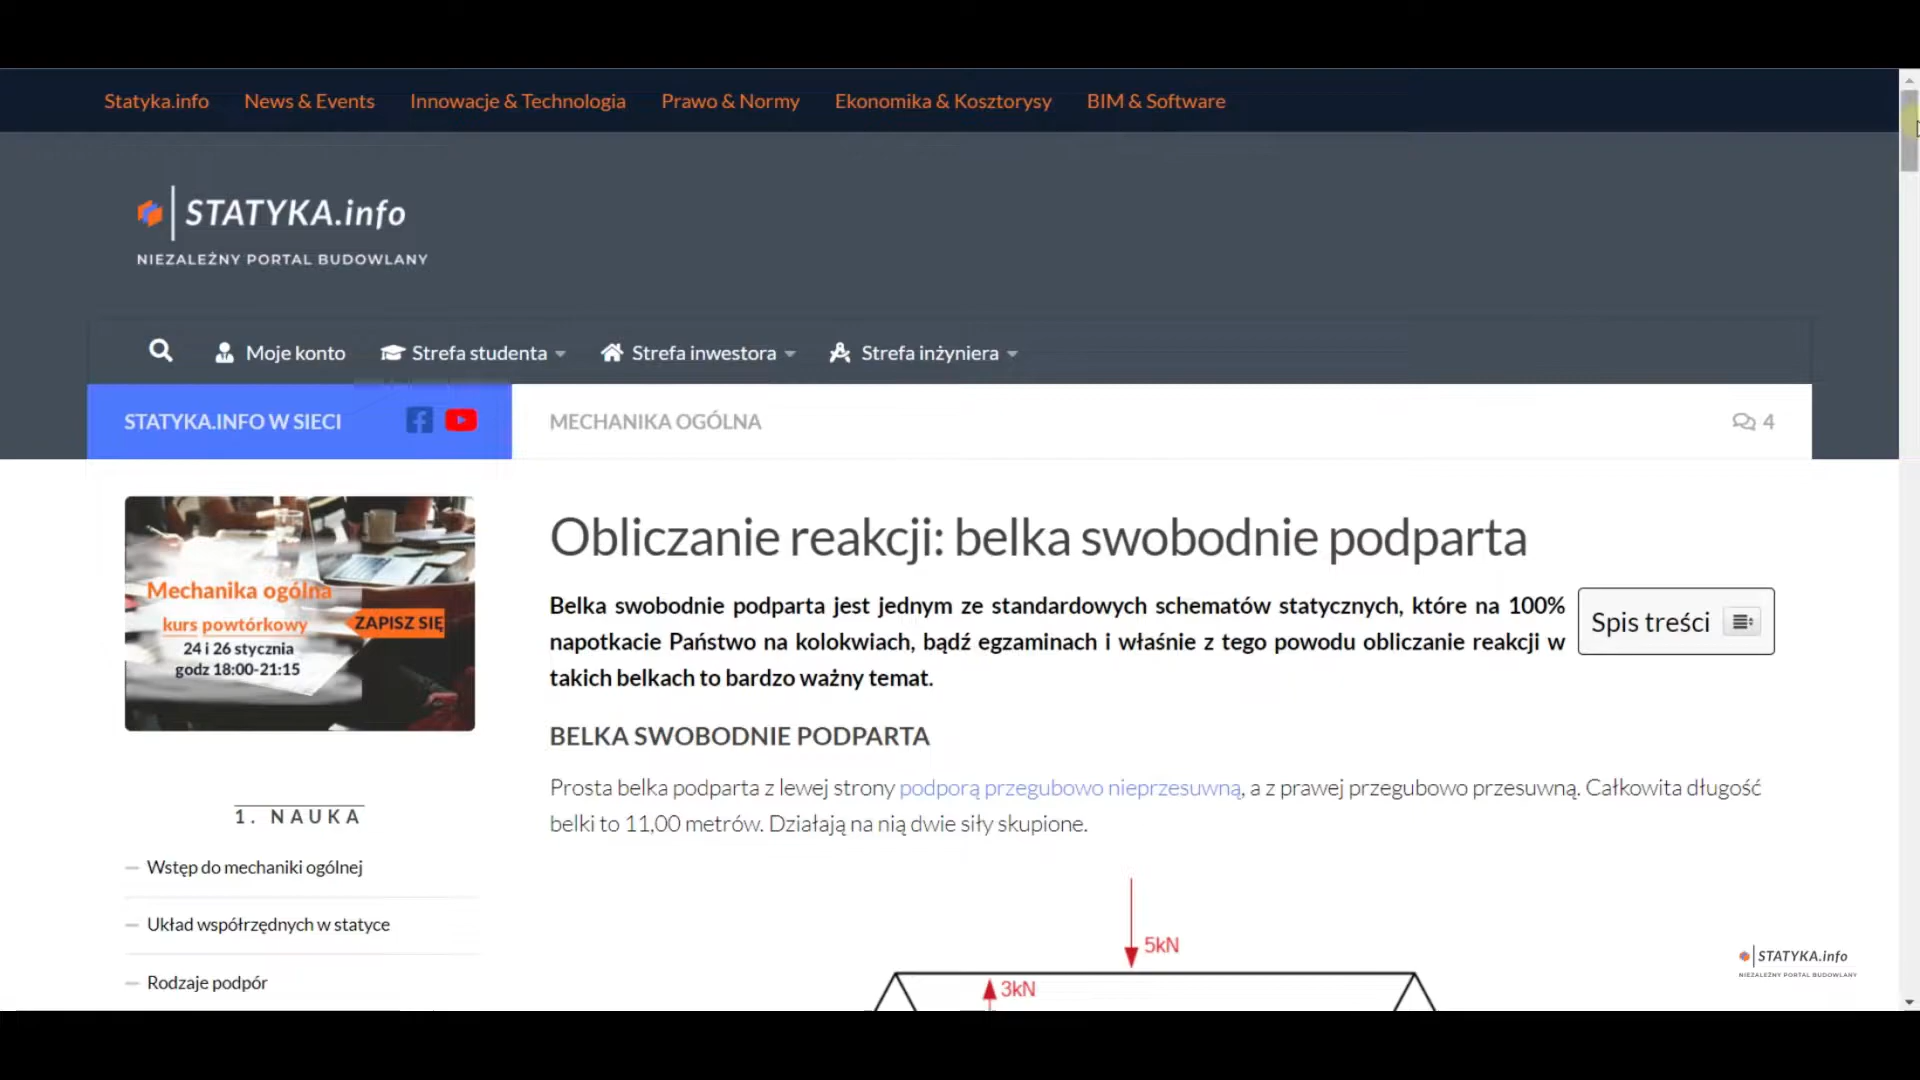 Statyka.info News & Events Innowacje & Technologia Prawo & Normy Ekonomika & Kosztorysy BIM & Software
STATYKA.info
NIEZALEŻNY PORTAL BUDOWLANY
Moje konto Strefa studenta Strefa inwestora Strefa inżyniera
STATYKA.INFO W SIECI
MECHANIKA OGÓLNA
4
Mechanika ogólna
kurs powtórkowy
ZAPISZ SIĘ
24 i 26 stycznia
godz 18:00-21:15
1. NAUKA
Wstęp do mechaniki ogólnej
Układ współrzędnych w statyce
Rodzaje podpór
Obliczanie reakcji: belka swobodnie podparta
Belka swobodnie podparta jest jednym ze standardowych schematów statycznych, które na 100%
napotkacie Państwo na kolokwiach, bądź egzaminach i właśnie z tego powodu obliczanie reakcji w
takich belkach to bardzo ważny temat.
Spis treści
BELKA SWOBODNIE PODPARTA
Prosta belka podparta z lewej strony podporą przegubowo nieprzesuwną, a z prawej przegubowo przesuwną. Całkowita długość
belki to 11,00 metrów. Działają na nią dwie siły skupione.
5kN
3kN
STATYKA.info
NIEZALEŻNY PORTAL BUDOWLANY